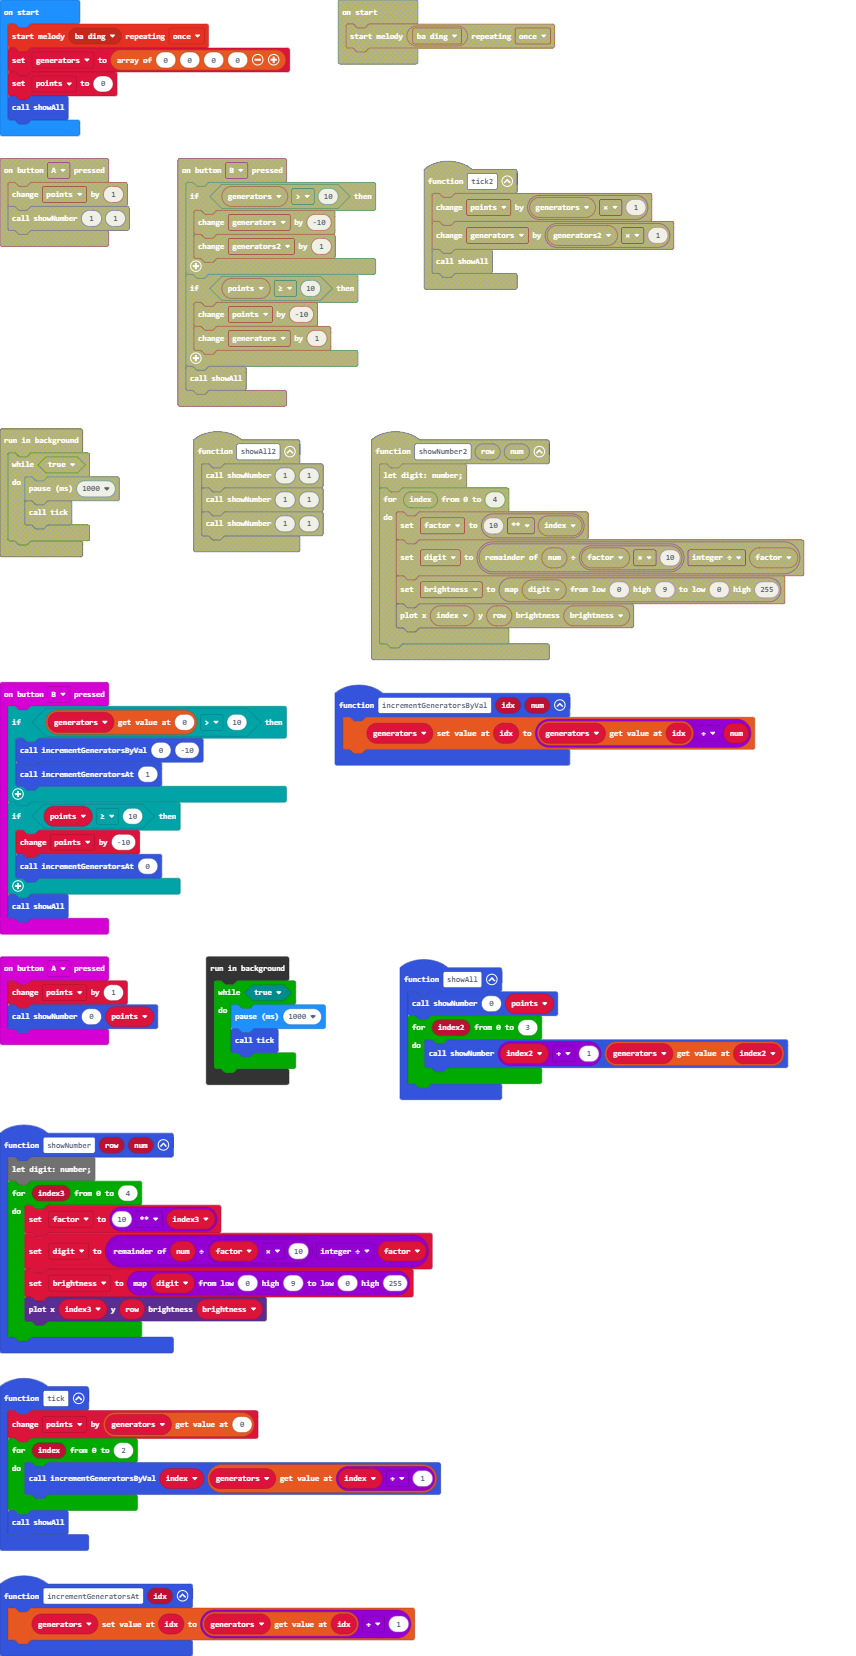 on start
start melody ba ding repeating once
set generators to array of 0 0 0 0
set points to 0
call showAll
on start
start melody ba ding repeating once
on button A pressed
change points by 1
call showNumber 1 1
on button B pressed
if generators > 10 then
change generators by -10
change generators2 by 1
if points ≥ 10 then
change points by -10
change generators by 1
call showAll
function tick2
change points by generators × 1
change generators by generators2 × 1
call showAll
run in background
while true
do pause (ms) 1000
call tick
function showAll2
call showNumber 1 1
call showNumber 1 1
call showNumber 1 1
function showNumber2 row num
let digit: number;
for index from 0 to 4
do
set factor to 10 ** index
set digit to remainder of num ÷ factor × 10 integer ÷ factor
set brightness to map digit from low 0 high 9 to low 0 high 255
plot x index y row brightness brightness
on button B pressed
if generators get value at 0 > 10 then
call incrementGeneratorsByVal 0 -10
call incrementGeneratorsAt 1
if points ≥ 10 then
change points by -10
call incrementGeneratorsAt 0
call showAll
function incrementGeneratorsByVal idx num
generators set value at idx to generators get value at idx + num
on button A pressed
change points by 1
call showNumber 0 points
run in background
while true
do pause (ms) 1000
call tick
function showAll
call showNumber 0 points
for index2 from 0 to 3
do call showNumber index2 + 1 generators get value at index2
function showNumber row num
let digit: number;
for index3 from 0 to 4
do
set factor to 10 ** index3
set digit to remainder of num ÷ factor × 10 integer ÷ factor
set brightness to map digit from low 0 high 9 to low 0 high 255
plot x index3 y row brightness brightness
function tick
change points by generators get value at 0
for index from 0 to 2
do call incrementGeneratorsByVal index generators get value at index + 1
call showAll
function incrementGeneratorsAt idx
generators set value at idx to generators get value at idx + 1